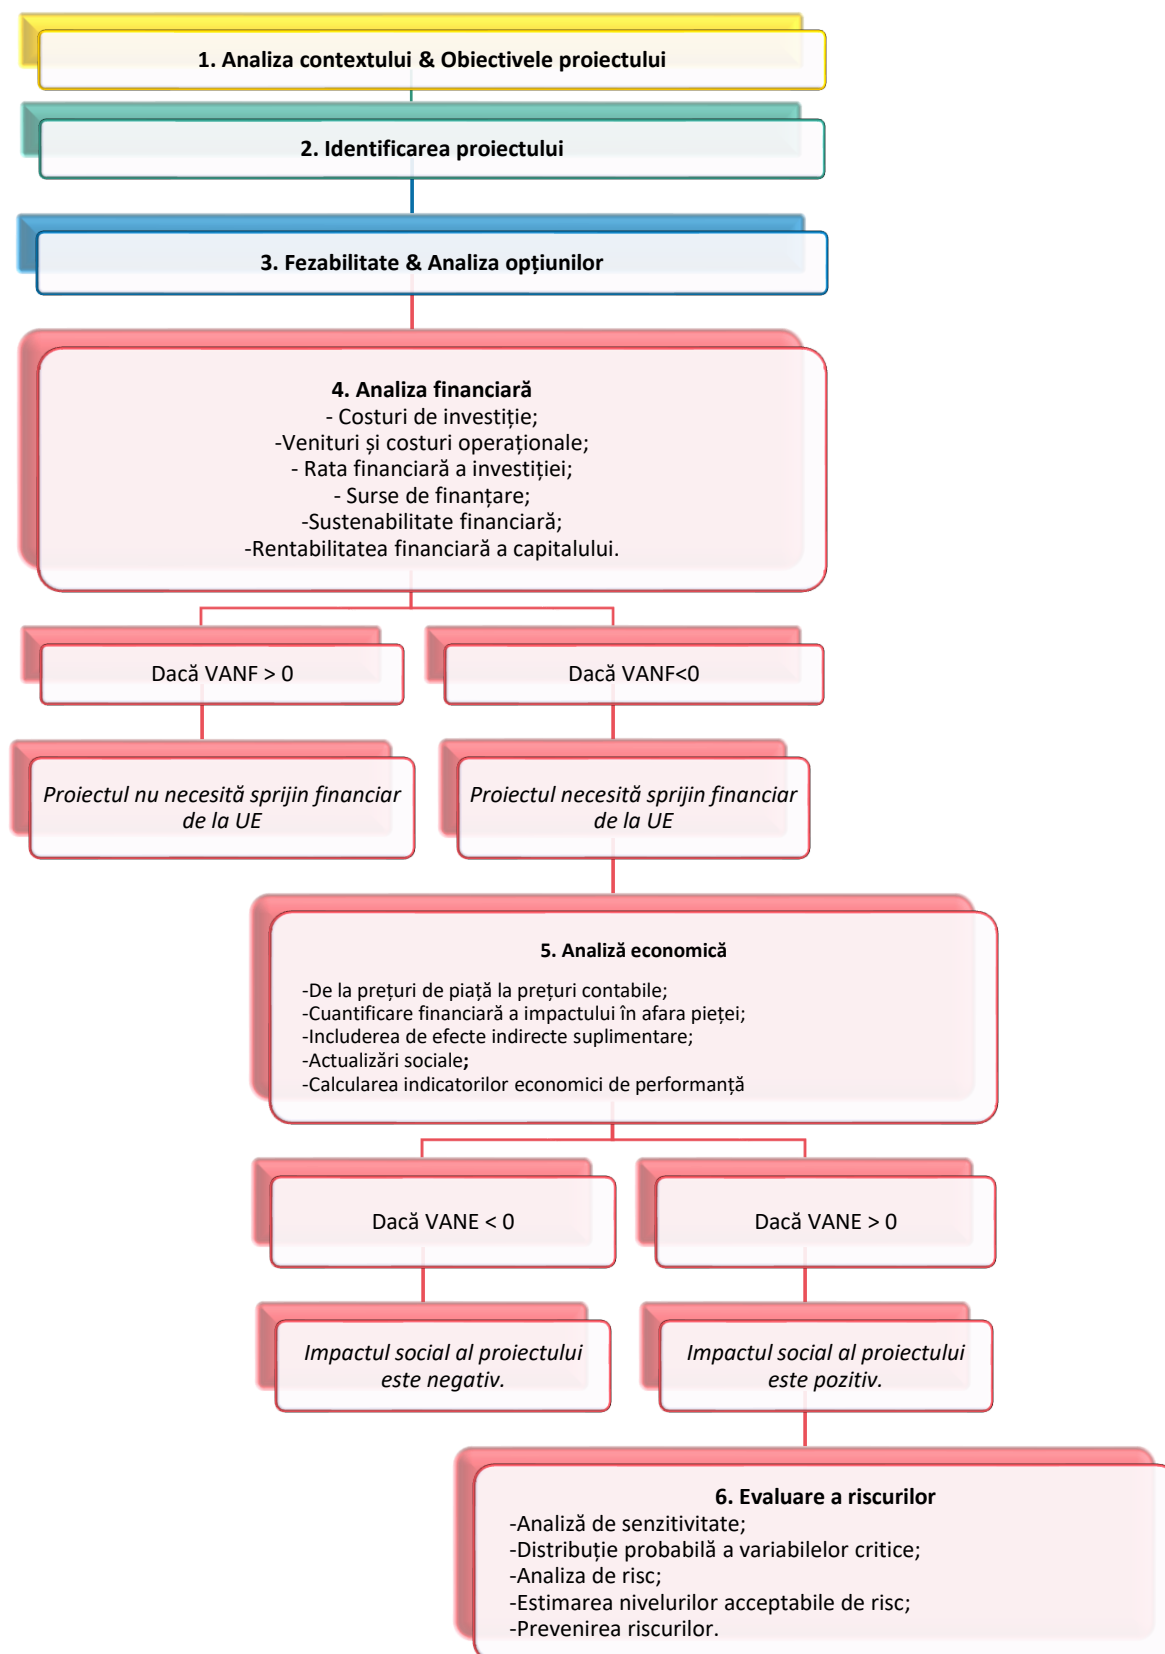 1. Analiza contextului & Obiectivele proiectului
2. Identificarea proiectului
3. Fezabilitate & Analiza opțiunilor
4. Analiza financiară
- Costuri de investiție;
-Venituri și costuri operaționale;
- Rata financiară a investiției;
- Surse de finanțare;
-Sustenabilitate financiară;
-Rentabilitatea financiară a capitalului.
Dacă VANF > 0
Dacă VANF<0
Proiectul nu necesită sprijin financiar
de la UE
Proiectul necesită sprijin financiar
de la UE
5. Analiză economică
-De la prețuri de piață la prețuri contabile;
-Cuantificare financiară a impactului în afara pieței;
-Includerea de efecte indirecte suplimentare;
-Actualizări sociale;
-Calcularea indicatorilor economici de performanță
Dacă VANE < 0
Dacă VANE > 0
Impactul social al proiectului
este negativ.
Impactul social al proiectului
este pozitiv.
6. Evaluare a riscurilor
-Analiză de senzitivitate;
-Distribuție probabilă a variabilelor critice;
-Analiza de risc;
-Estimarea nivelurilor acceptabile de risc;
-Prevenirea riscurilor.